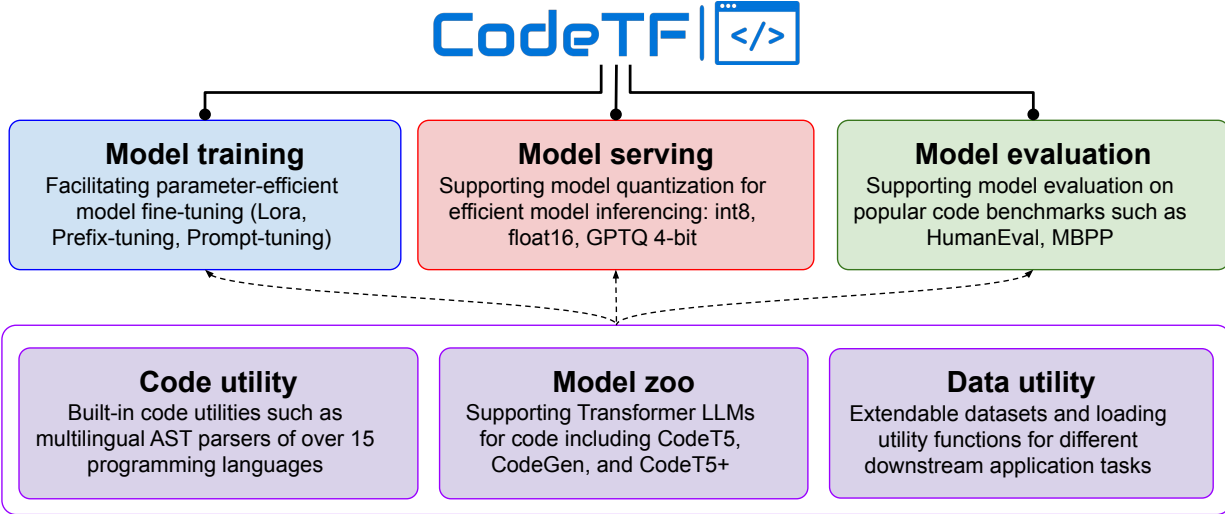 CodeTF
</>
Model training
Facilitating parameter-efficient
model fine-tuning (Lora,
Prefix-tuning, Prompt-tuning)
Model serving
Supporting model quantization for
efficient model inferencing: int8,
float16, GPTQ 4-bit
Model evaluation
Supporting model evaluation on
popular code benchmarks such as
HumanEval, MBPP
Code utility
Built-in code utilities such as
multilingual AST parsers of over 15
programming languages
Model zoo
Supporting Transformer LLMs
for code including CodeT5,
CodeGen, and CodeT5+
Data utility
Extendable datasets and loading
utility functions for different
downstream application tasks